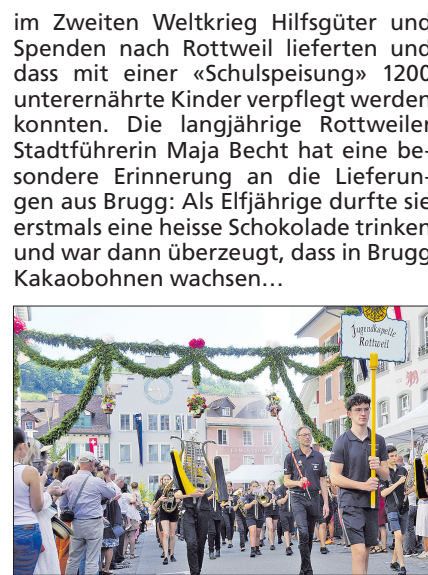 im Zweiten Weltkrieg Hilfsgüter und
Spenden nach Rottweil lieferten und
dass mit einer «Schulspeisung» 1200
unterernährte Kinder verpflegt werden
konnten. Die langjährige Rottweiler
Stadtführerin Maja Becht hat eine be-
sondere Erinnerung an die Lieferun-
gen aus Brugg: Als Elfjährige durfte sie
erstmals eine heisse Schokolade trinken
und war dann überzeugt, dass in Brugg
Kakaobohnen wachsen…
Jugendkapelle
Rottweil